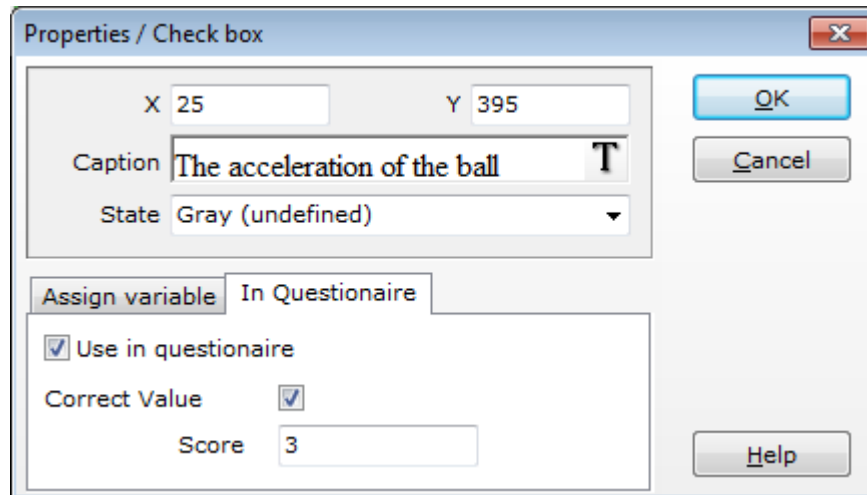 Properties / Check box
X 25 Y 395
OK
Caption The acceleration of the ball T
Cancel
State Gray (undefined)
Assign variable In Questionaire
Use in questionaire
Correct Value
Score 3
Help